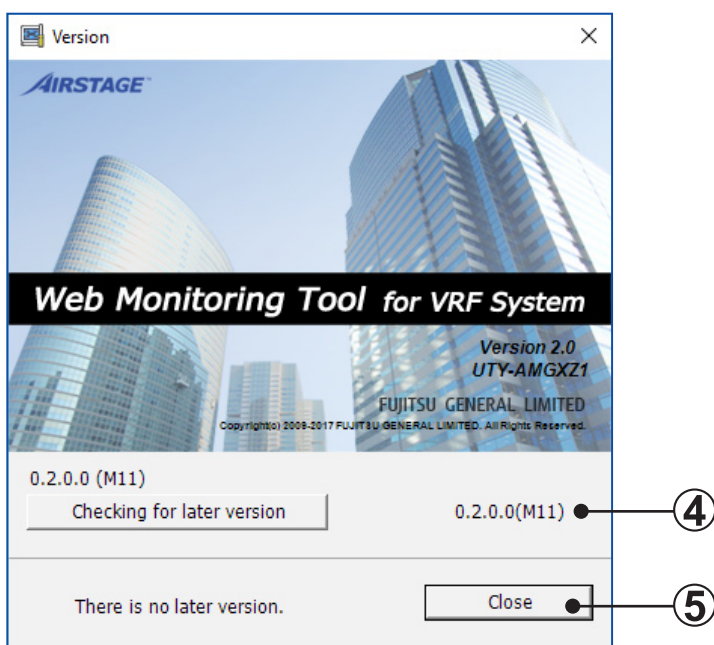 Version
AIRSTAGE™
Web Monitoring Tool for VRF System
Version 2.0
UTY-AMGXZ1
FUJITSU GENERAL LIMITED
Copyright(c) 2008-2017 FUJITSU GENERAL LIMITED. All Rights Reserved.
0.2.0.0 (M11)
Checking for later version
0.2.0.0(M11)
④
There is no later version.
Close
⑤